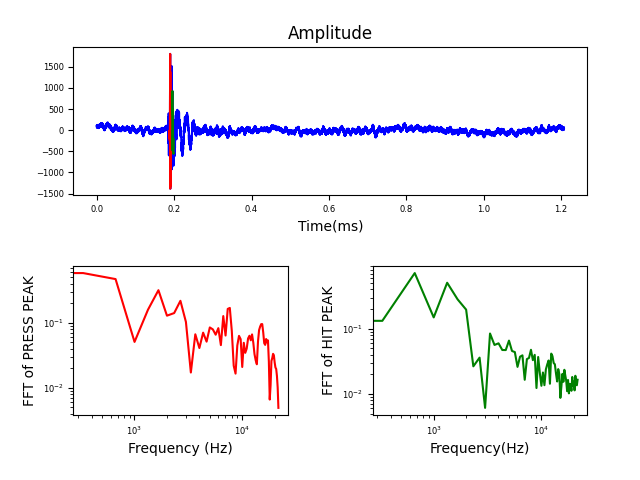 Amplitude
1500
1000
500
0
−500
−1000
−1500
0.0 0.2 0.4 0.6 0.8 1.0 1.2
Time(ms)
FFT of PRESS PEAK
10⁻¹
10⁻²
10³ 10⁴
Frequency (Hz)
FFT of HIT PEAK
10⁻¹
10⁻²
10³ 10⁴
Frequency(Hz)